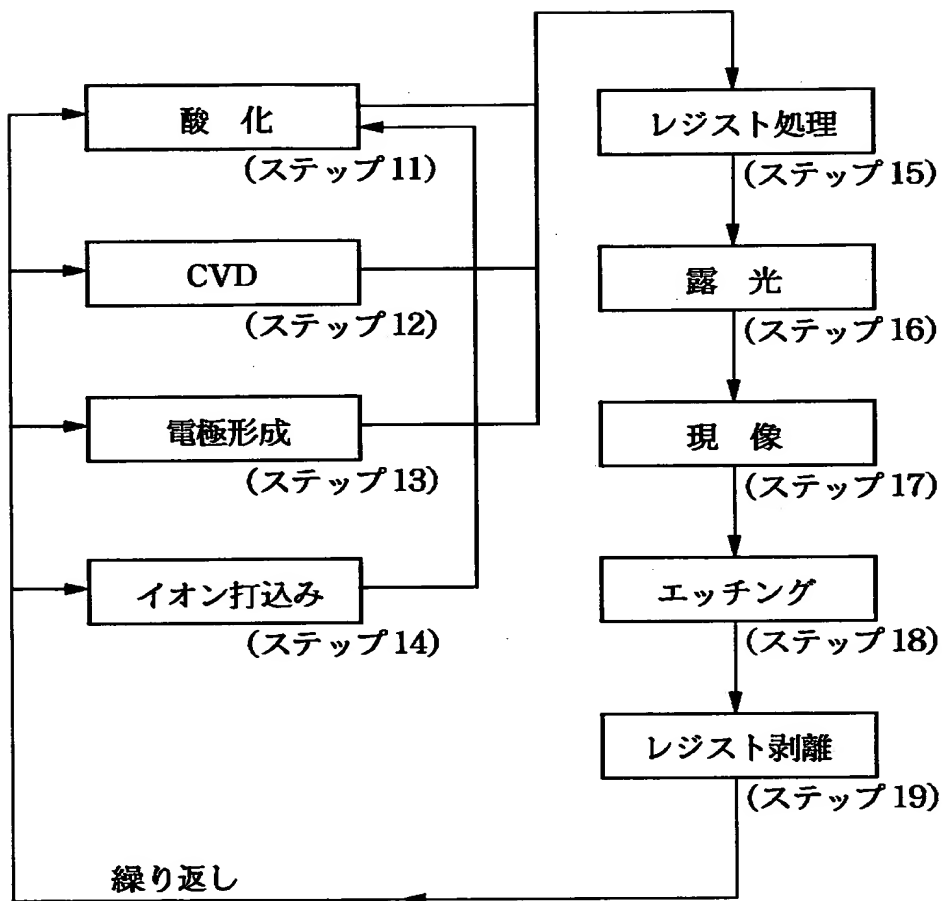 酸 化
(ステップ11)
CVD
(ステップ12)
電極形成
(ステップ13)
イオン打込み
(ステップ14)
レジスト処理
(ステップ15)
露 光
(ステップ16)
現 像
(ステップ17)
エッチング
(ステップ18)
レジスト剥離
(ステップ19)
繰り返し